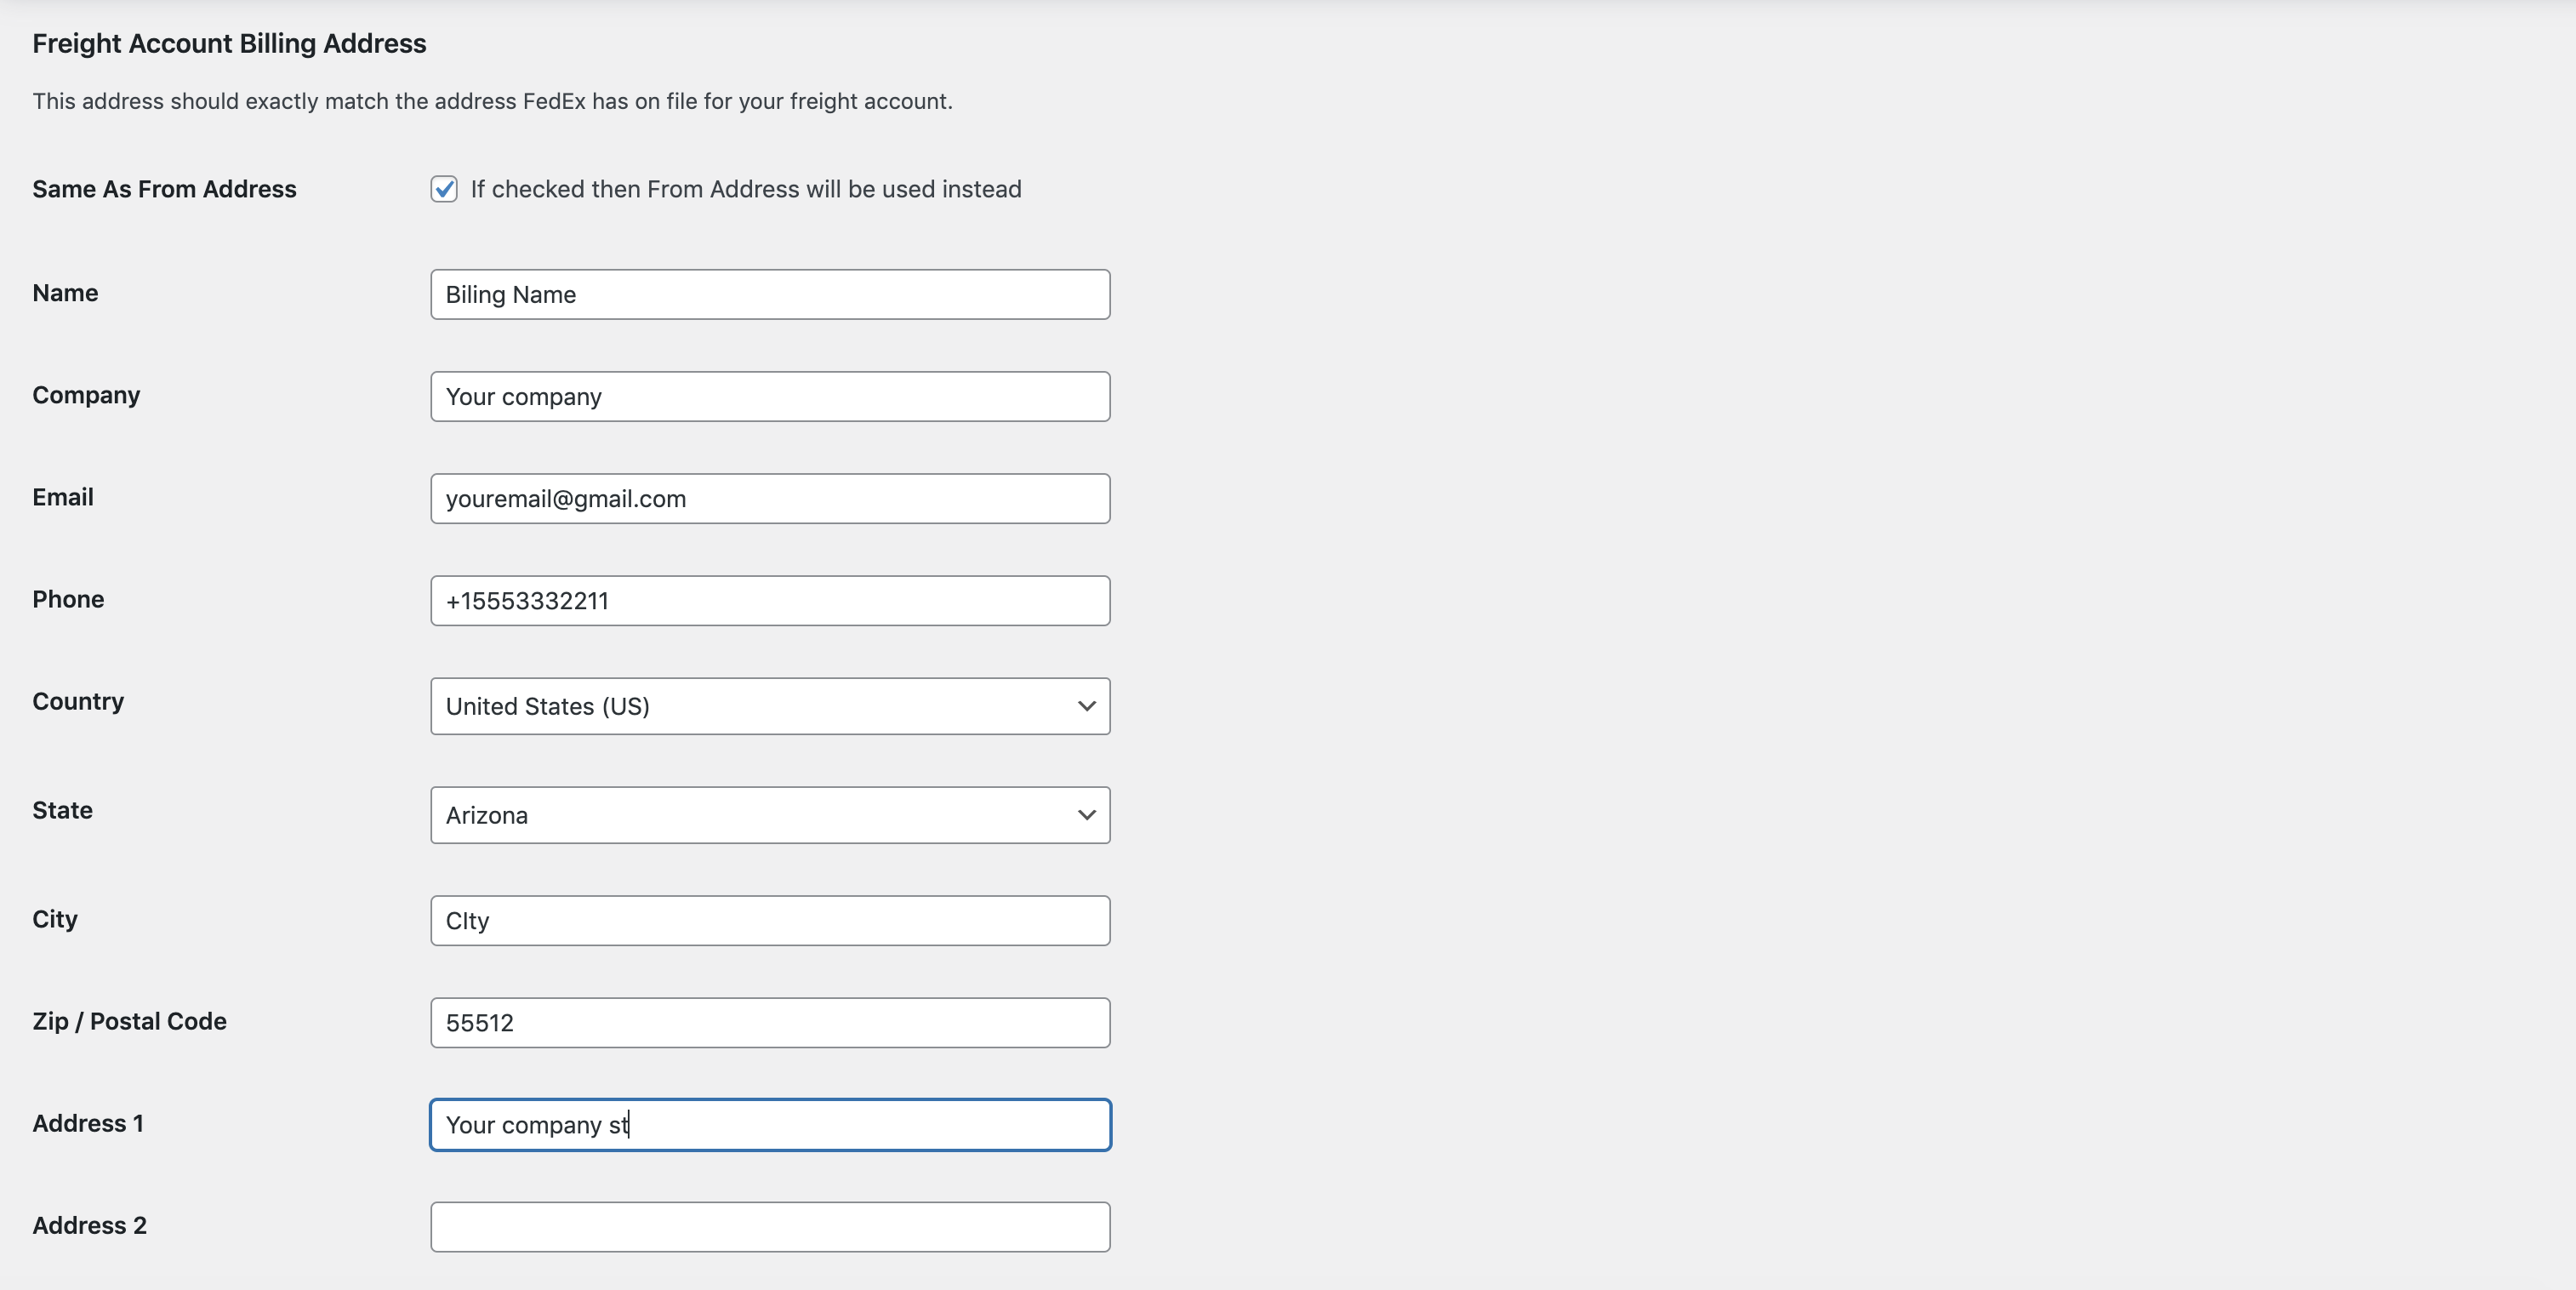 Freight Account Billing Address
This address should exactly match the address FedEx has on file for your freight account.
Same As From Address If checked then From Address will be used instead
Name Biling Name
Company Your company
Email youremail@gmail.com
Phone +15553332211
Country United States (US)
State Arizona
City CIty
Zip / Postal Code 55512
Address 1 Your company st
Address 2